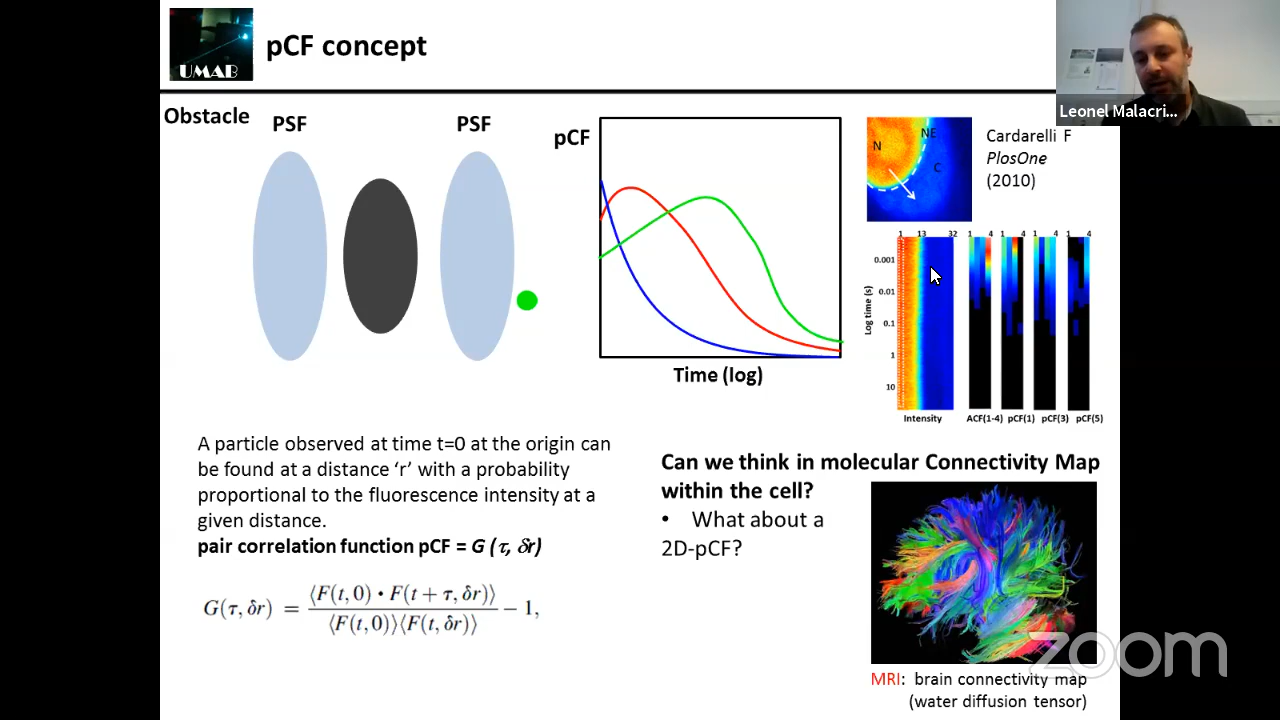 UMAB
pCF concept
Leonel Malacri...
Obstacle
PSF
PSF
pCF
Time (log)
N
NE
C
Cardarelli F
PlosOne
(2010)
1 13 32 1 4 1 4 1 4 1 4
0.001
0.01
0.1
1
10
Log time (s)
Intensity ACF(1-4) pCF(1) pCF(3) pCF(5)
A particle observed at time t=0 at the origin can
be found at a distance ‘r’ with a probability
proportional to the fluorescence intensity at a
given distance.
pair correlation function pCF = G (τ, δr)
G(τ, δr) = ⟨F(t, 0) • F(t + τ, δr)⟩ / ⟨F(t, 0)⟩⟨F(t, δr)⟩ − 1,
Can we think in molecular Connectivity Map
within the cell?
• What about a
2D-pCF?
MRI: brain connectivity map
(water diffusion tensor)
zoom